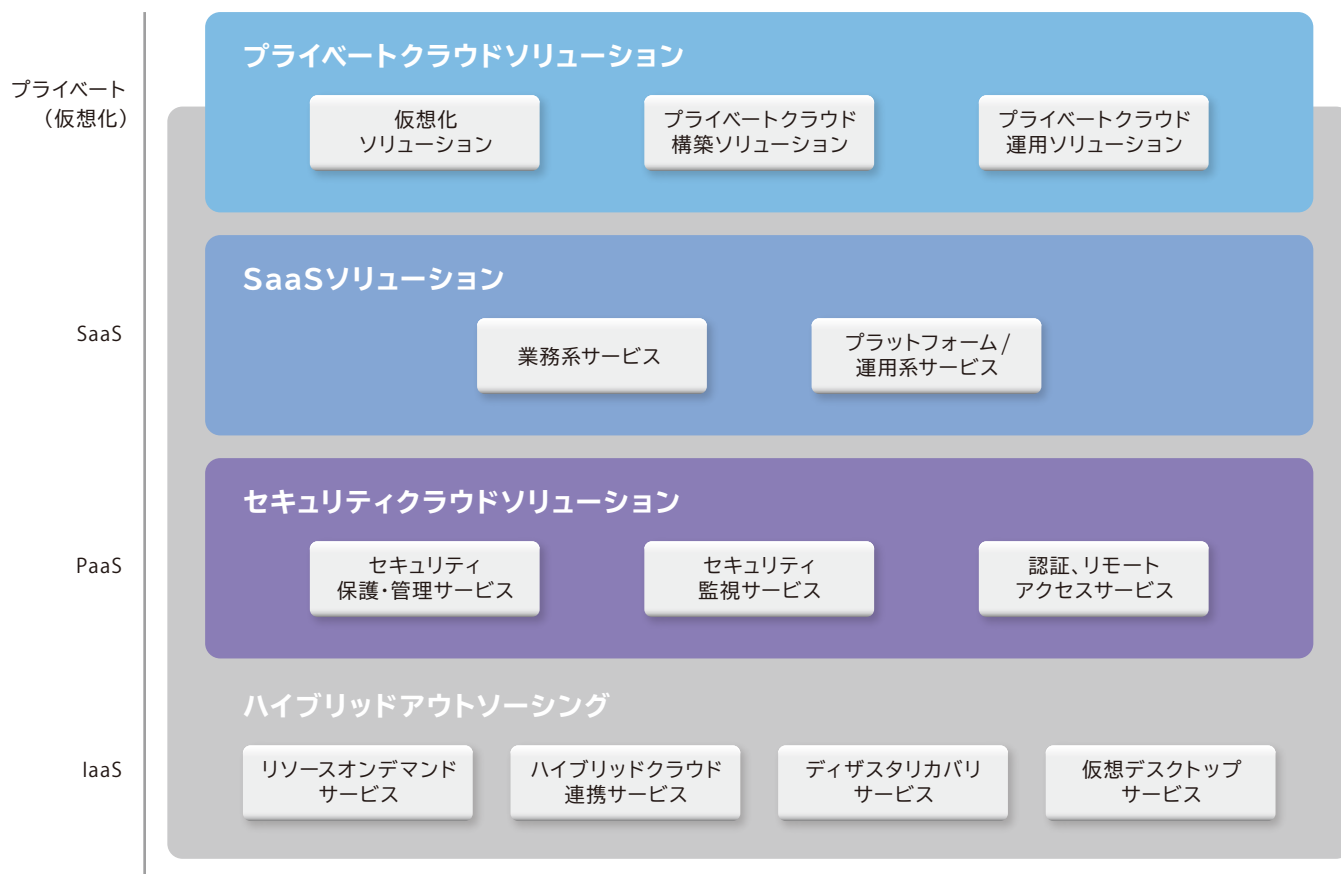 プライベート
（仮想化）
プライベートクラウドソリューション
仮想化
ソリューション
プライベートクラウド
構築ソリューション
プライベートクラウド
運用ソリューション
SaaS
SaaSソリューション
業務系サービス
プラットフォーム/
運用系サービス
PaaS
セキュリティクラウドソリューション
セキュリティ
保護・管理サービス
セキュリティ
監視サービス
認証、リモート
アクセスサービス
IaaS
ハイブリッドアウトソーシング
リソースオンデマンド
サービス
ハイブリッドクラウド
連携サービス
ディザスタリカバリ
サービス
仮想デスクトップ
サービス